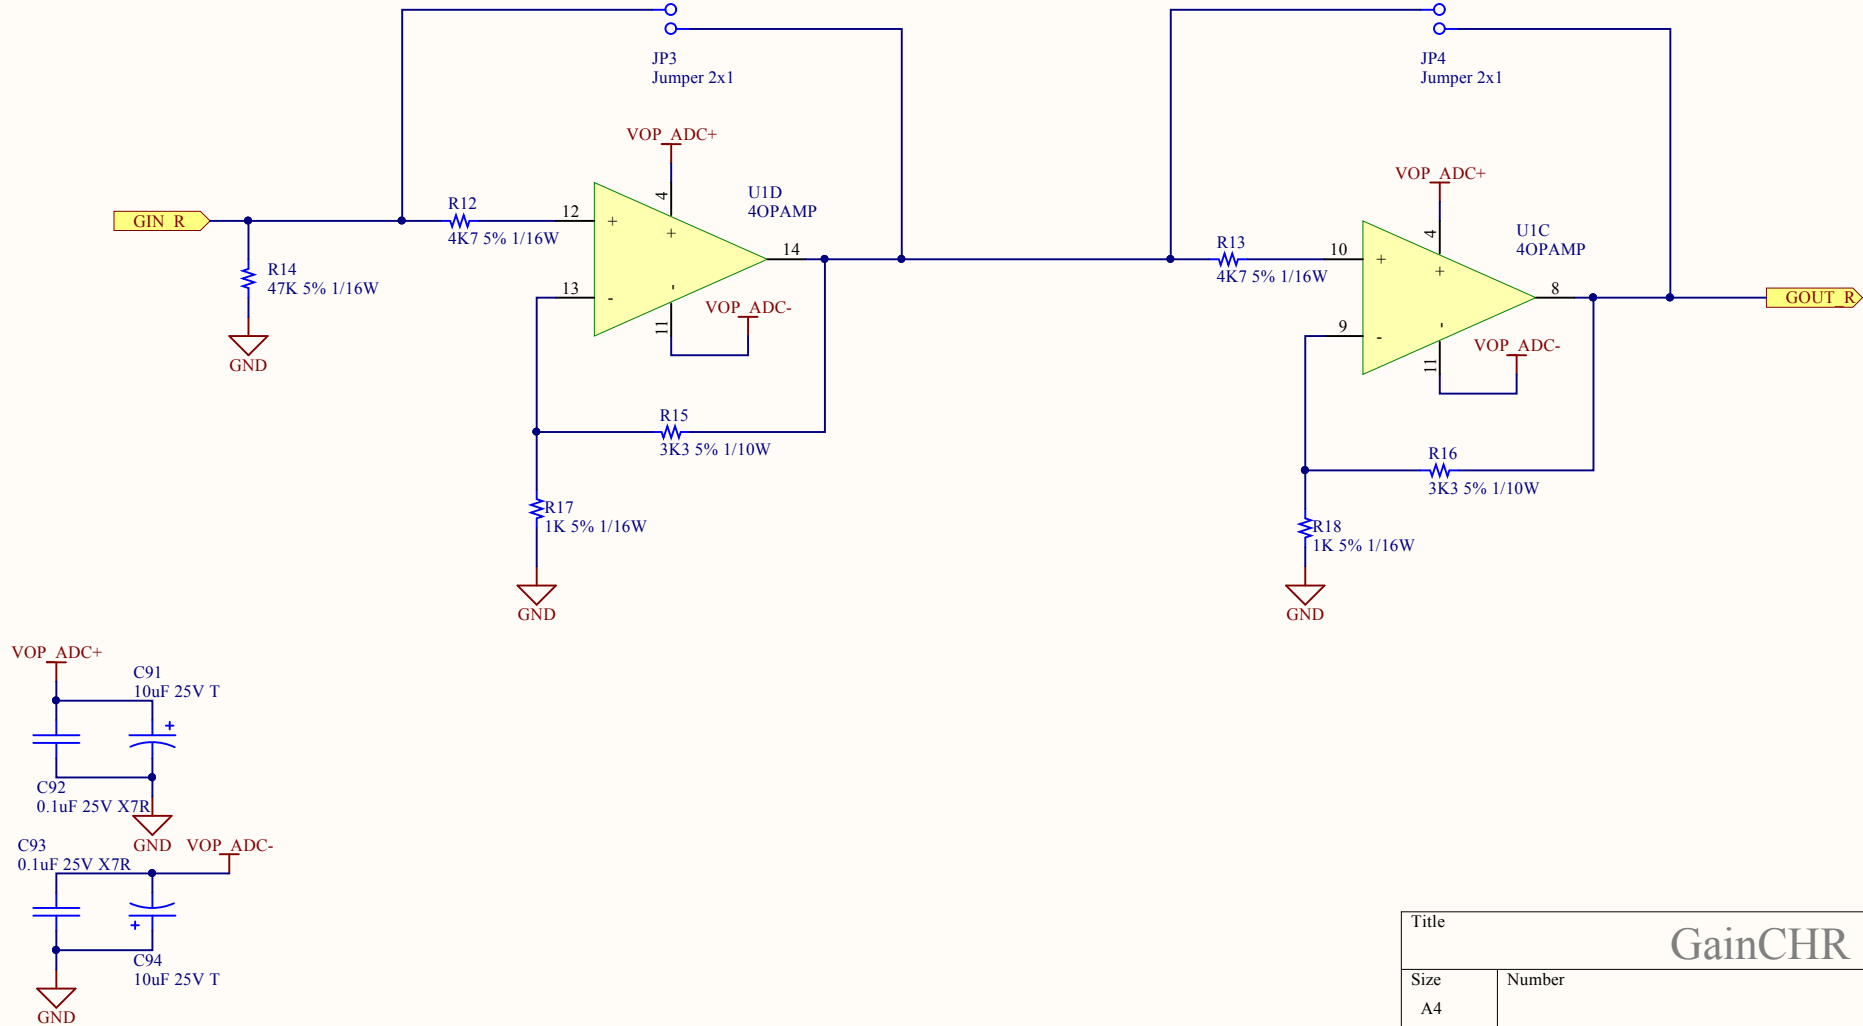 JP3
Jumper 2x1
JP4
Jumper 2x1
VOP_ADC+
VOP_ADC+
GIN_R
R12
4K7 5% 1/16W
12
+
+
4
U1D
4OPAMP
14
R14
47K 5% 1/16W
13
-
-
11
VOP_ADC-
GND
R13
4K7 5% 1/16W
10
+
+
4
U1C
4OPAMP
8
GOUT_R
9
-
-
11
VOP_ADC-
R15
3K3 5% 1/10W
R16
3K3 5% 1/10W
R17
1K 5% 1/16W
R18
1K 5% 1/16W
GND
GND
VOP_ADC+
C91
10uF 25V T
+
C92
0.1uF 25V X7R
GND
C93
0.1uF 25V X7R
VOP_ADC-
+
C94
10uF 25V T
GND
Title
GainCHR
Size
Number
A4